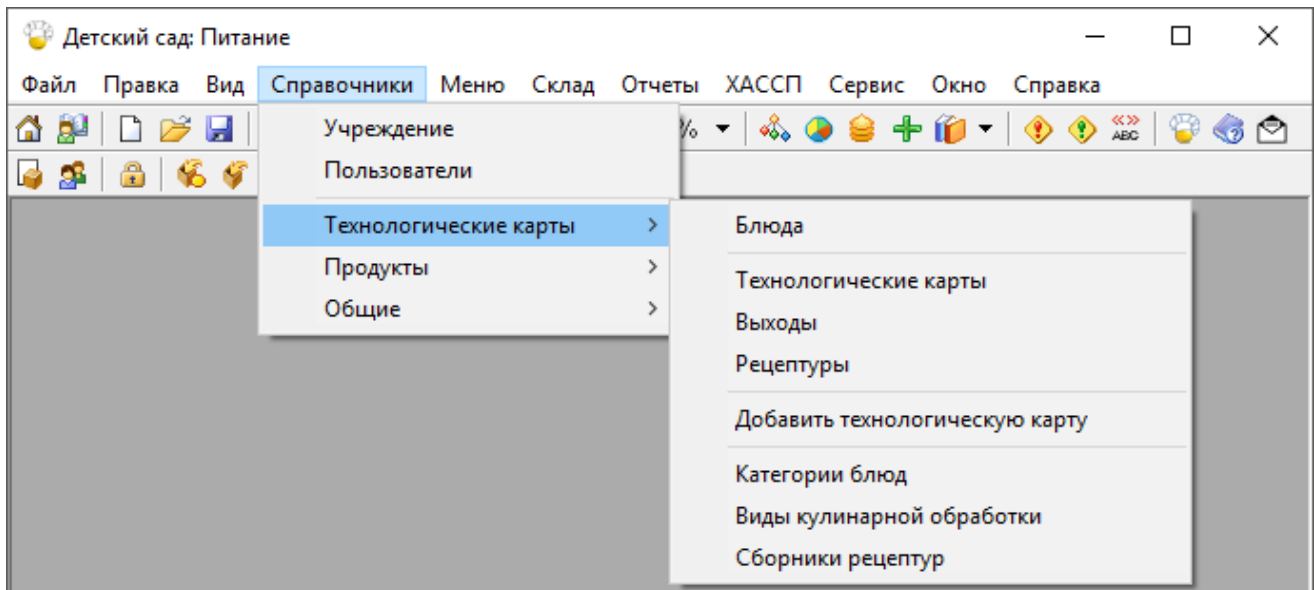 Детский сад: Питание
Файл Правка Вид Справочники Меню Склад Отчеты ХАССП Сервис Окно Справка
Учреждение
%
ABC
Пользователи
Технологические карты
Продукты
Общие
Блюда
Технологические карты
Выходы
Рецептуры
Добавить технологическую карту
Категории блюд
Виды кулинарной обработки
Сборники рецептур